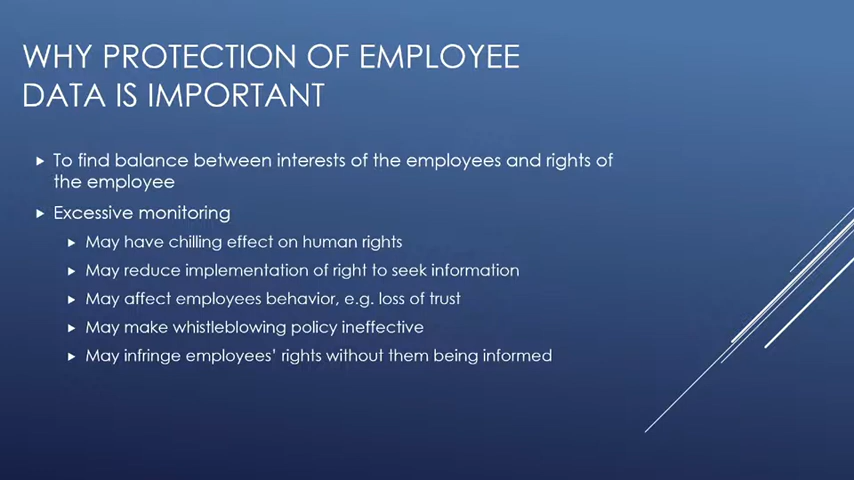 WHY PROTECTION OF EMPLOYEE
DATA IS IMPORTANT
To find balance between interests of the employees and rights of
the employee
Excessive monitoring
May have chilling effect on human rights
May reduce implementation of right to seek information
May affect employees behavior, e.g. loss of trust
May make whistleblowing policy ineffective
May infringe employees' rights without them being informed